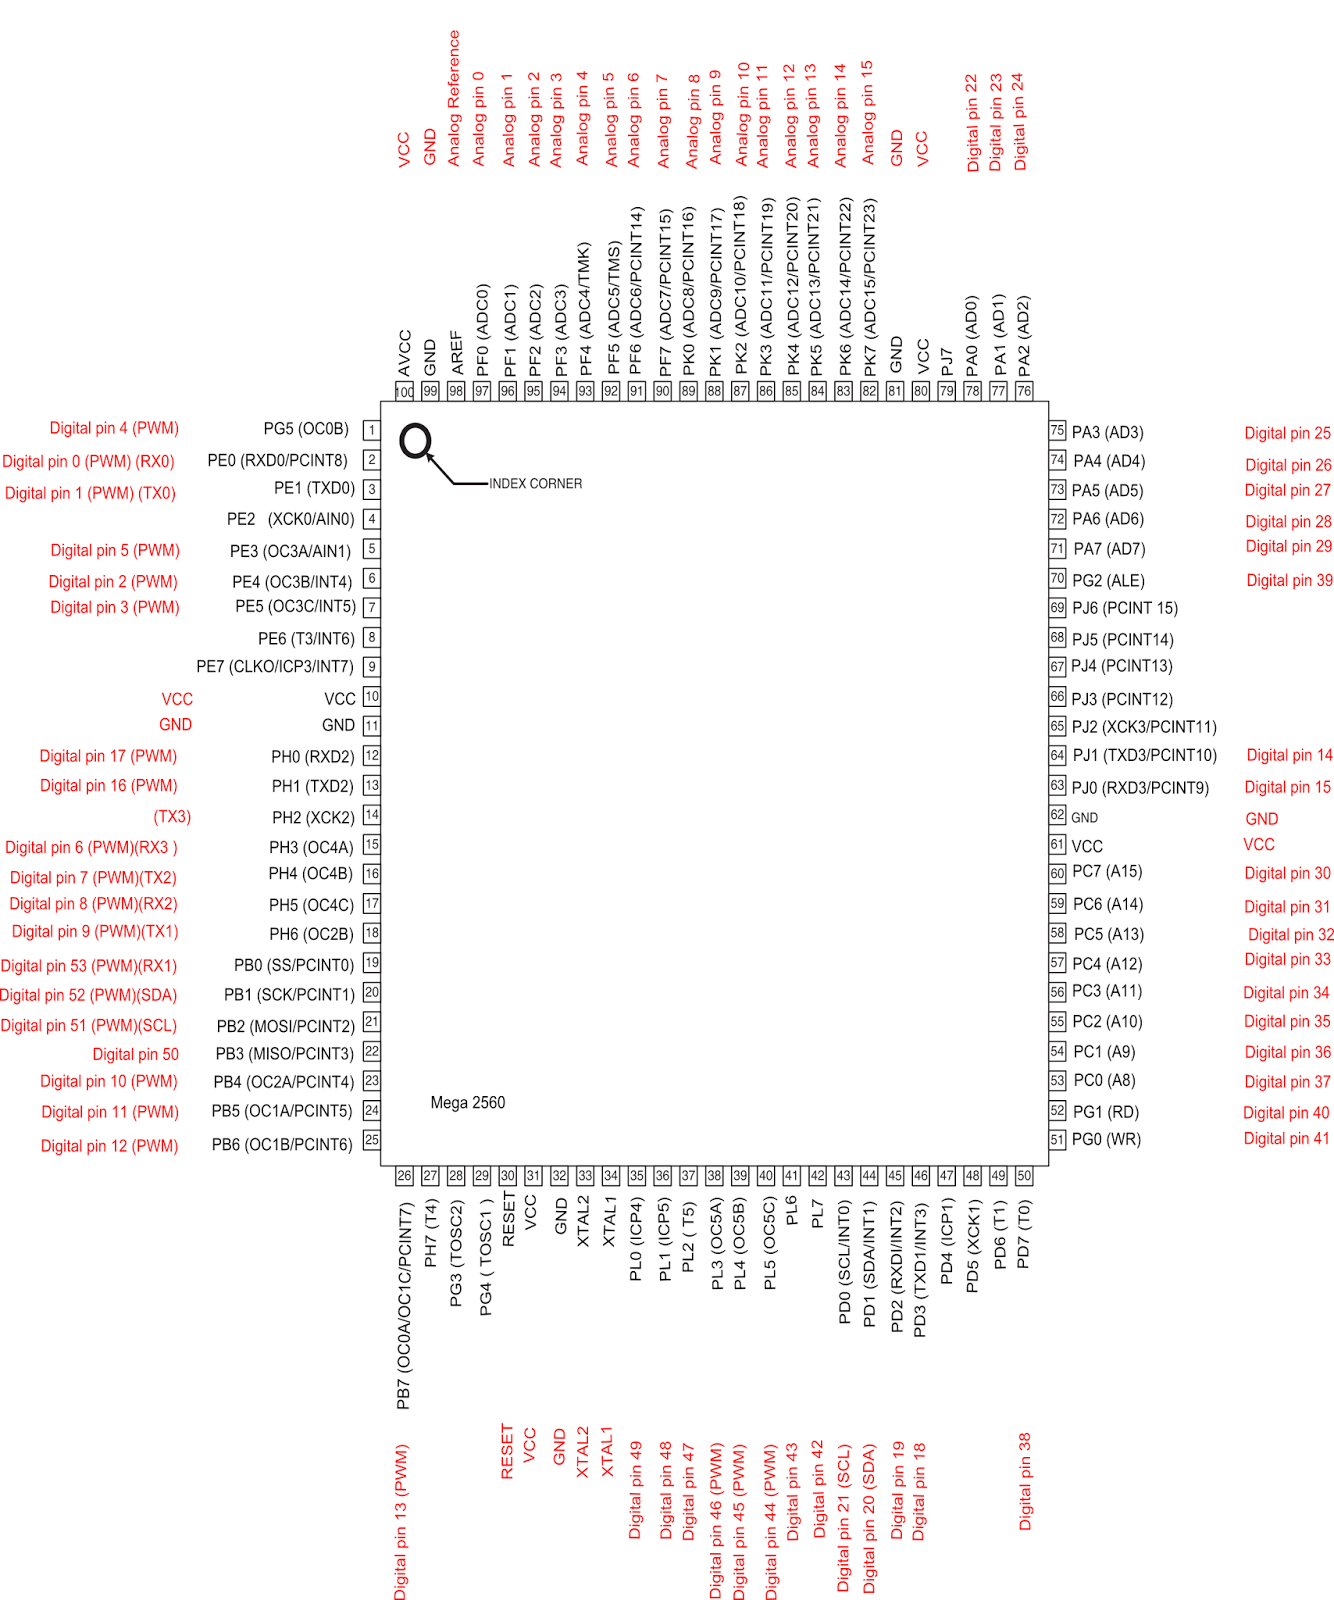 VCC
GND
Analog Reference
Analog pin 0
Analog pin 1
Analog pin 2
Analog pin 3
Analog pin 4
Analog pin 5
Analog pin 6
Analog pin 7
Analog pin 8
Analog pin 9
Analog pin 10
Analog pin 11
Analog pin 12
Analog pin 13
Analog pin 14
Analog pin 15
GND
VCC
Digital pin 22
Digital pin 23
Digital pin 24
AVCC
GND
AREF
PF0 (ADC0)
PF1 (ADC1)
PF2 (ADC2)
PF3 (ADC3)
PF4 (ADC4/TMK)
PF5 (ADC5/TMS)
PF6 (ADC6/PCINT14)
PF7 (ADC7/PCINT15)
PK0 (ADC8/PCINT16)
PK1 (ADC9/PCINT17)
PK2 (ADC10/PCINT18)
PK3 (ADC11/PCINT19)
PK4 (ADC12/PCINT20)
PK5 (ADC13/PCINT21)
PK6 (ADC14/PCINT22)
PK7 (ADC15/PCINT23)
GND
VCC
PJ7
PA0 (AD0)
PA1 (AD1)
PA2 (AD2)
100 99 98 97 96 95 94 93 92 91 90 89 88 87 86 85 84 83 82 81 80 79 78 77 76
Digital pin 4 (PWM) PG5 (OC0B) 1
Digital pin 0 (PWM) (RX0) PE0 (RXD0/PCINT8) 2
Digital pin 1 (PWM) (TX0) PE1 (TXD0) 3
PE2 (XCK0/AIN0) 4
Digital pin 5 (PWM) PE3 (OC3A/AIN1) 5
Digital pin 2 (PWM) PE4 (OC3B/INT4) 6
Digital pin 3 (PWM) PE5 (OC3C/INT5) 7
PE6 (T3/INT6) 8
PE7 (CLKO/ICP3/INT7) 9
VCC VCC 10
GND GND 11
Digital pin 17 (PWM) PH0 (RXD2) 12
Digital pin 16 (PWM) PH1 (TXD2) 13
(TX3) PH2 (XCK2) 14
Digital pin 6 (PWM)(RX3 ) PH3 (OC4A) 15
Digital pin 7 (PWM)(TX2) PH4 (OC4B) 16
Digital pin 8 (PWM)(RX2) PH5 (OC4C) 17
Digital pin 9 (PWM)(TX1) PH6 (OC2B) 18
Digital pin 53 (PWM)(RX1) PB0 (SS/PCINT0) 19
Digital pin 52 (PWM)(SDA) PB1 (SCK/PCINT1) 20
Digital pin 51 (PWM)(SCL) PB2 (MOSI/PCINT2) 21
Digital pin 50 PB3 (MISO/PCINT3) 22
Digital pin 10 (PWM) PB4 (OC2A/PCINT4) 23
Digital pin 11 (PWM) PB5 (OC1A/PCINT5) 24
Digital pin 12 (PWM) PB6 (OC1B/PCINT6) 25
INDEX CORNER
Mega 2560
75 PA3 (AD3) Digital pin 25
74 PA4 (AD4) Digital pin 26
73 PA5 (AD5) Digital pin 27
72 PA6 (AD6) Digital pin 28
71 PA7 (AD7) Digital pin 29
70 PG2 (ALE) Digital pin 39
69 PJ6 (PCINT 15)
68 PJ5 (PCINT14)
67 PJ4 (PCINT13)
66 PJ3 (PCINT12)
65 PJ2 (XCK3/PCINT11)
64 PJ1 (TXD3/PCINT10) Digital pin 14
63 PJ0 (RXD3/PCINT9) Digital pin 15
62 GND GND
61 VCC VCC
60 PC7 (A15) Digital pin 30
59 PC6 (A14) Digital pin 31
58 PC5 (A13) Digital pin 32
57 PC4 (A12) Digital pin 33
56 PC3 (A11) Digital pin 34
55 PC2 (A10) Digital pin 35
54 PC1 (A9) Digital pin 36
53 PC0 (A8) Digital pin 37
52 PG1 (RD) Digital pin 40
51 PG0 (WR) Digital pin 41
26 27 28 29 30 31 32 33 34 35 36 37 38 39 40 41 42 43 44 45 46 47 48 49 50
PB7 (OC0A/OC1C/PCINT7)
PH7 (T4)
PG3 (TOSC2)
PG4 ( TOSC1 )
RESET
VCC
GND
XTAL2
XTAL1
PL0 (ICP4)
PL1 (ICP5)
PL2 ( T5)
PL3 (OC5A)
PL4 (OC5B)
PL5 (OC5C)
PL6
PL7
PD0 (SCL/INT0)
PD1 (SDA/INT1)
PD2 (RXDI/INT2)
PD3 (TXD1/INT3)
PD4 (ICP1)
PD5 (XCK1)
PD6 (T1)
PD7 (T0)
Digital pin 13 (PWM)
RESET
VCC
GND
XTAL2
XTAL1
Digital pin 49
Digital pin 48
Digital pin 47
Digital pin 46 (PWM)
Digital pin 45 (PWM)
Digital pin 44 (PWM)
Digital pin 43
Digital pin 42
Digital pin 21 (SCL)
Digital pin 20 (SDA)
Digital pin 19
Digital pin 18
Digital pin 38